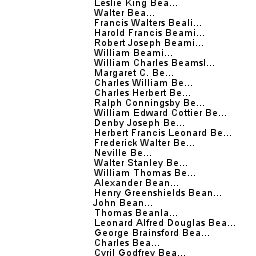 Leslie King Bea...
Walter Bea...
Francis Walters Beali...
Harold Francis Beami...
Robert Joseph Beami...
William Beami...
William Charles Beamsl...
Margaret C. Be...
Charles William Be...
Charles Herbert Be...
Ralph Conningsby Be...
William Edward Cottier Be...
Denby Joseph Be...
Herbert Francis Leonard Be...
Frederick Walter Be...
Neville Be...
Walter Stanley Be...
William Thomas Be...
Alexander Bean...
Henry Greenshields Bean...
John Bean...
Thomas Beanla...
Leonard Alfred Douglas Bea...
George Brainsford Bea...
Charles Bea...
Cyril Godfrey Bea...